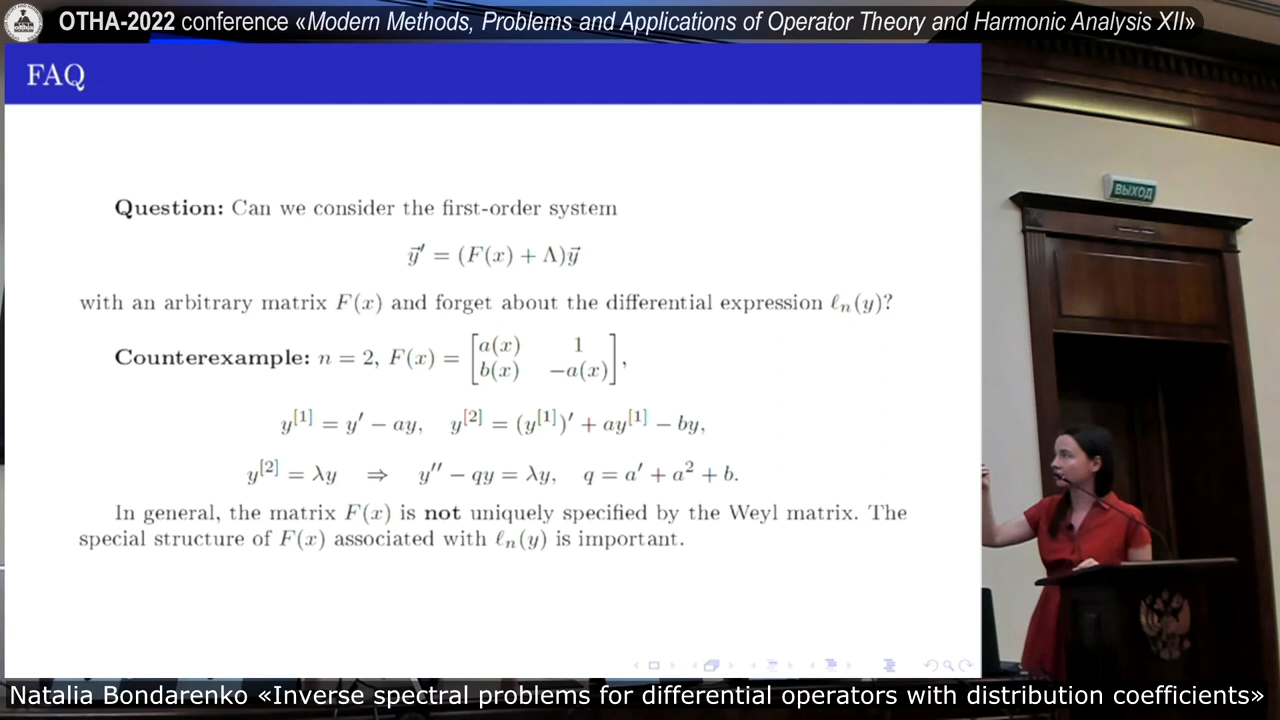 OTHA-2022 conference «Modern Methods, Problems and Applications of Operator Theory and Harmonic Analysis XII»
FAQ
Question: Can we consider the first-order system
y⃗′ = (F(x) + Λ)y⃗
with an arbitrary matrix F(x) and forget about the differential expression ℓₙ(y)?
Counterexample: n = 2, F(x) = [a(x) 1; b(x) −a(x)],
y^[1] = y′ − ay, y^[2] = (y^[1])′ + ay^[1] − by,
y^[2] = λy ⇒ y′′ − qy = λy, q = a′ + a² + b.
In general, the matrix F(x) is not uniquely specified by the Weyl matrix. The
special structure of F(x) associated with ℓₙ(y) is important.
ВЫХОД
Natalia Bondarenko «Inverse spectral problems for differential operators with distribution coefficients»